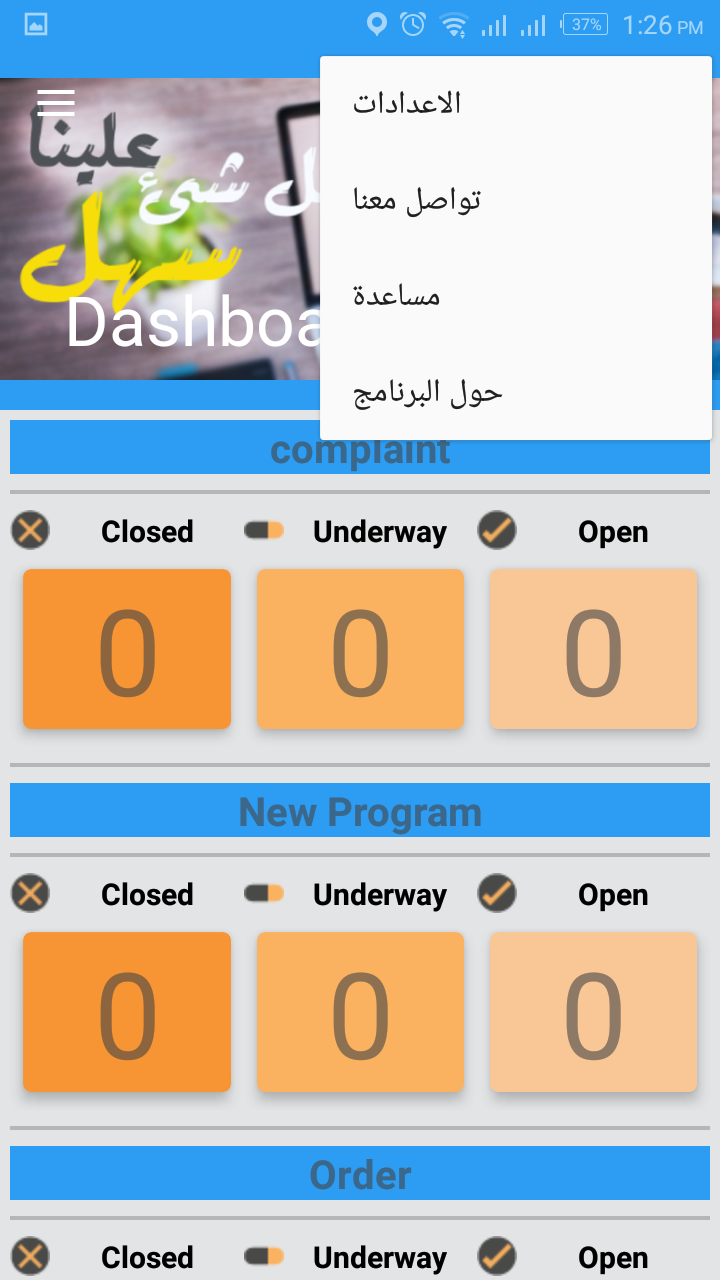 37% 1:26 PM
علينا
شئ
سهل
Dashboa
الاعدادات
تواصل معنا
مساعدة
حول البرنامج
complaint
Closed Underway Open
0 0 0
New Program
Closed Underway Open
0 0 0
Order
Closed Underway Open